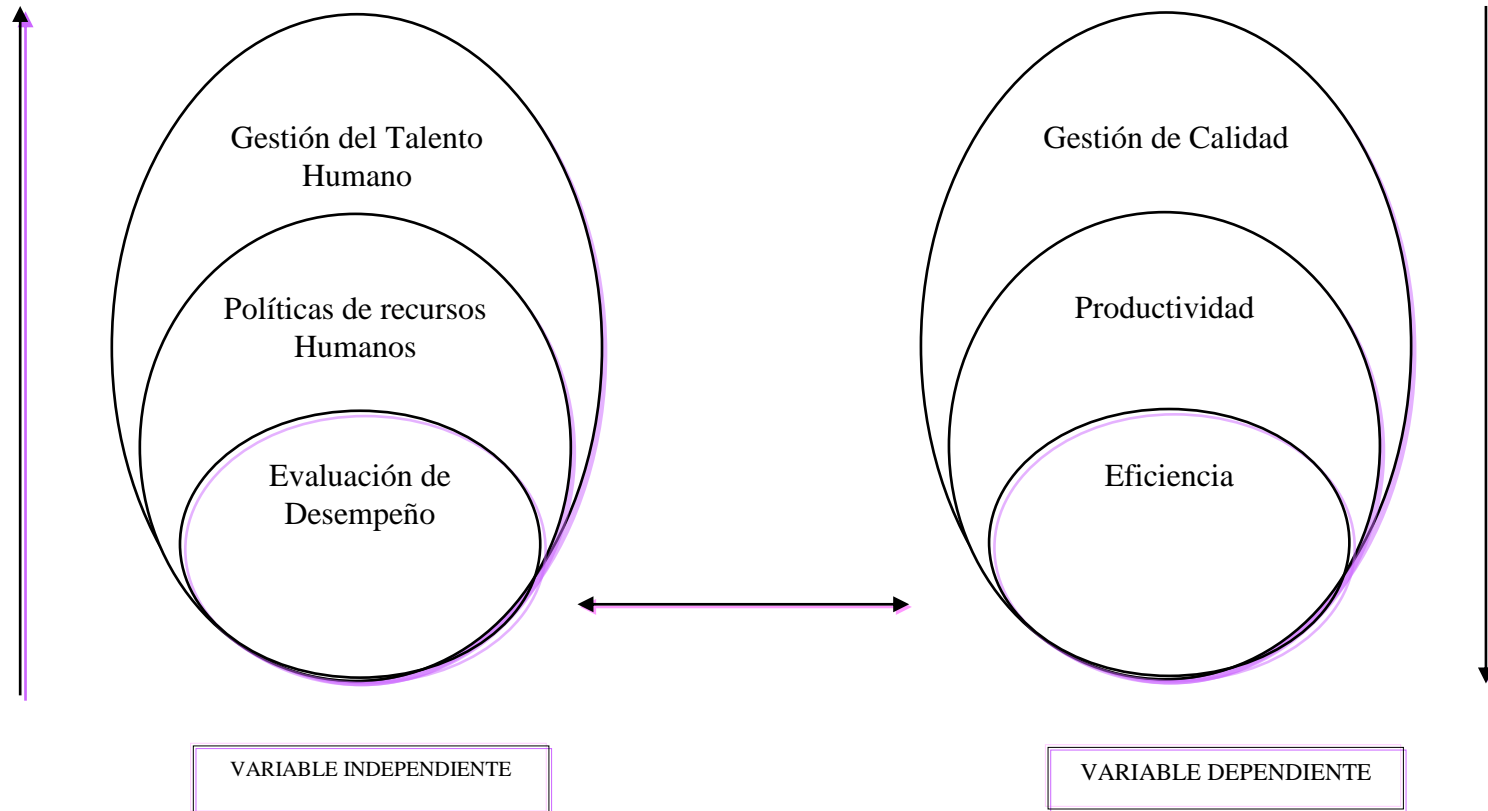 Gestión del Talento
Humano
Políticas de recursos
Humanos
Evaluación de
Desempeño
VARIABLE INDEPENDIENTE
Gestión de Calidad
Productividad
Eficiencia
VARIABLE DEPENDIENTE